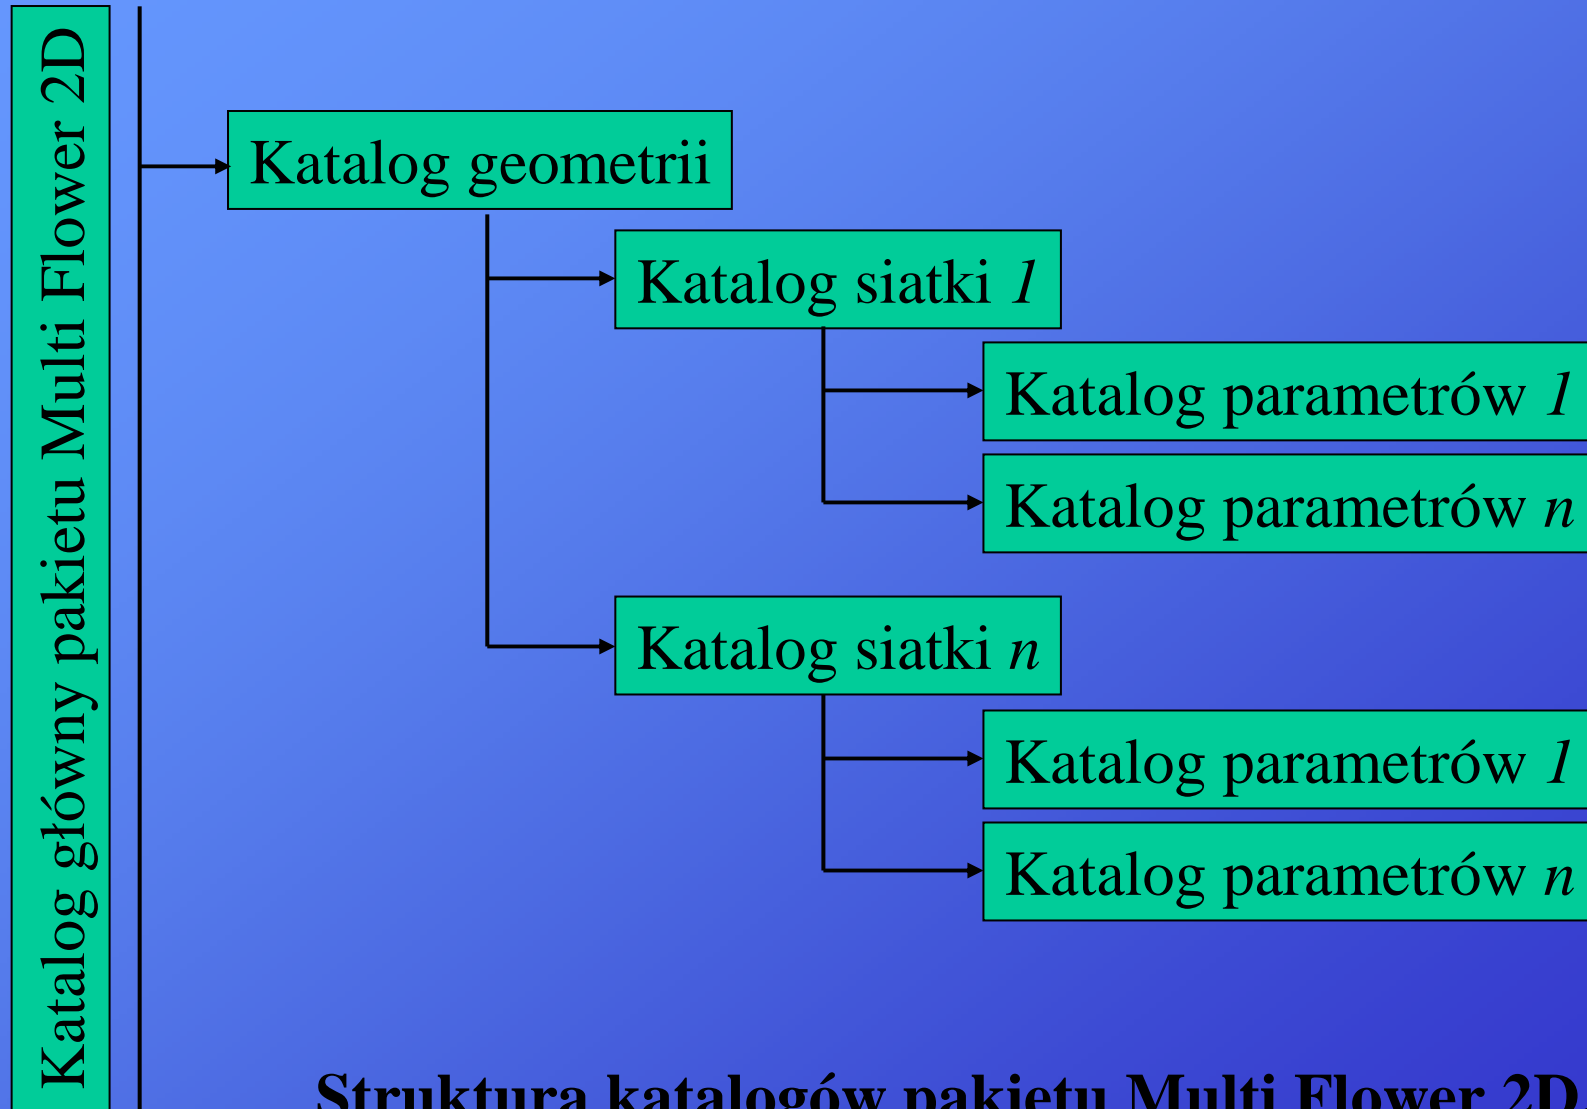 Katalog główny pakietu Multi Flower 2D
Katalog geometrii
Katalog siatki 1
Katalog parametrów 1
Katalog parametrów n
Katalog siatki n
Katalog parametrów 1
Katalog parametrów n
Struktura katalogów pakietu Multi Flower 2D